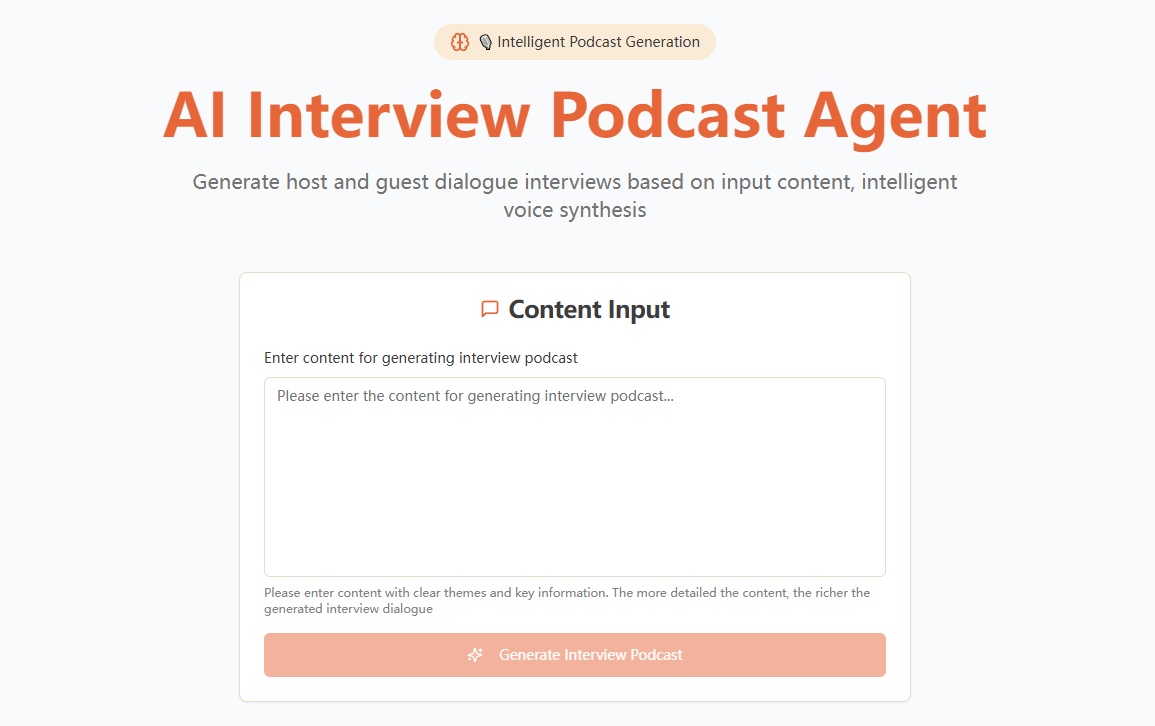 Intelligent Podcast Generation
AI Interview Podcast Agent
Generate host and guest dialogue interviews based on input content, intelligent
voice synthesis
Content Input
Enter content for generating interview podcast
Please enter the content for generating interview podcast...
Please enter content with clear themes and key information. The more detailed the content, the richer the
generated interview dialogue
Generate Interview Podcast